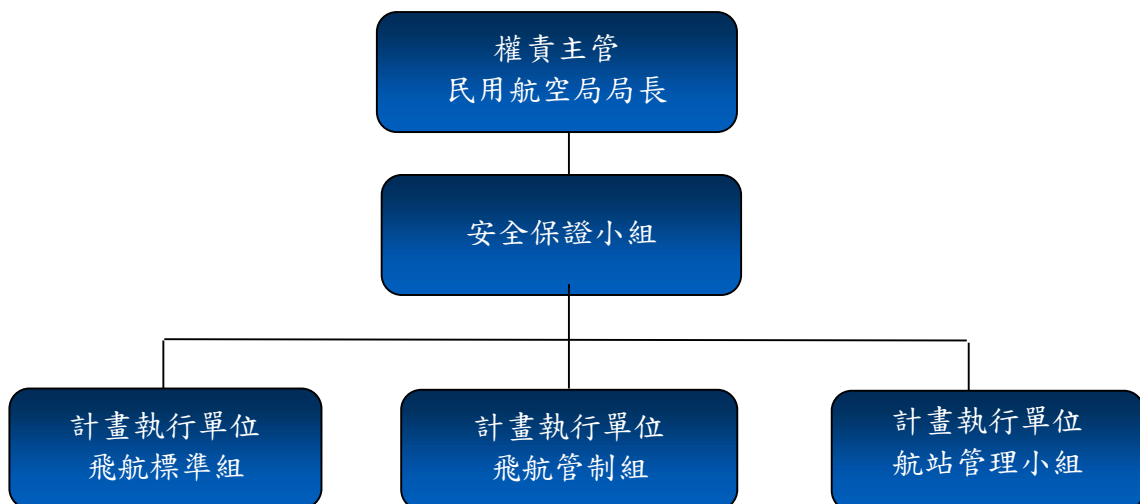 權責主管
民用航空局局長
安全保證小組
計畫執行單位
飛航標準組
計畫執行單位
飛航管制組
計畫執行單位
航站管理小組